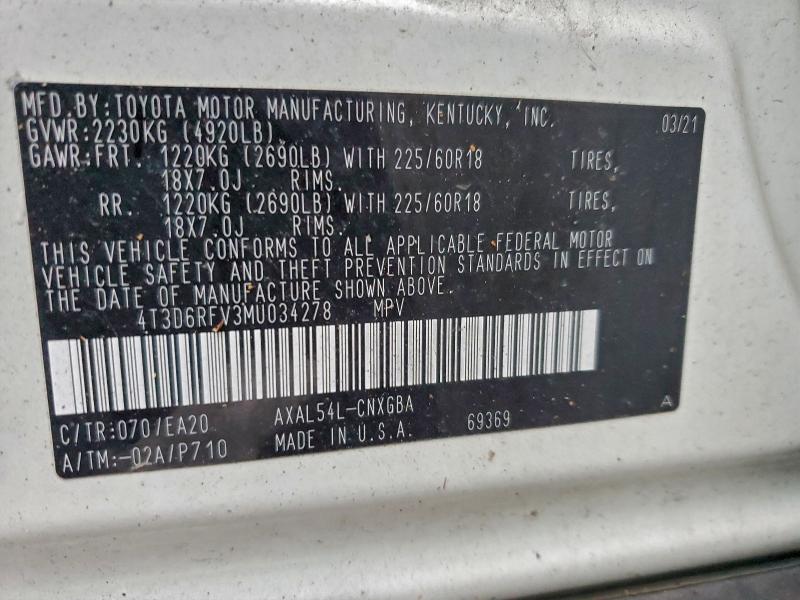 MFD.BY:TOYOTA MOTOR MANUFACTURING, KENTUCKY, INC. 03/21
GVWR:2230KG (4920LB)
GAWR:FRT. 1220KG (2690LB) WITH 225/60R18 TIRES,
18X7.0J RIMS.
RR. 1220KG (2690LB) WITH 225/60R18 TIRES,
18X7.0J RIMS.
THIS VEHICLE CONFORMS TO ALL APPLICABLE FEDERAL MOTOR
VEHICLE SAFETY AND THEFT PREVENTION STANDARDS IN EFFECT ON
THE DATE OF MANUFACTURE SHOWN ABOVE.
4T3D6RFV3MU034278 MPV
C/TR:070/EA20 AXAL54L-CNXGBA A
A/TM:-02A/P710 MADE IN U.S.A. 69369